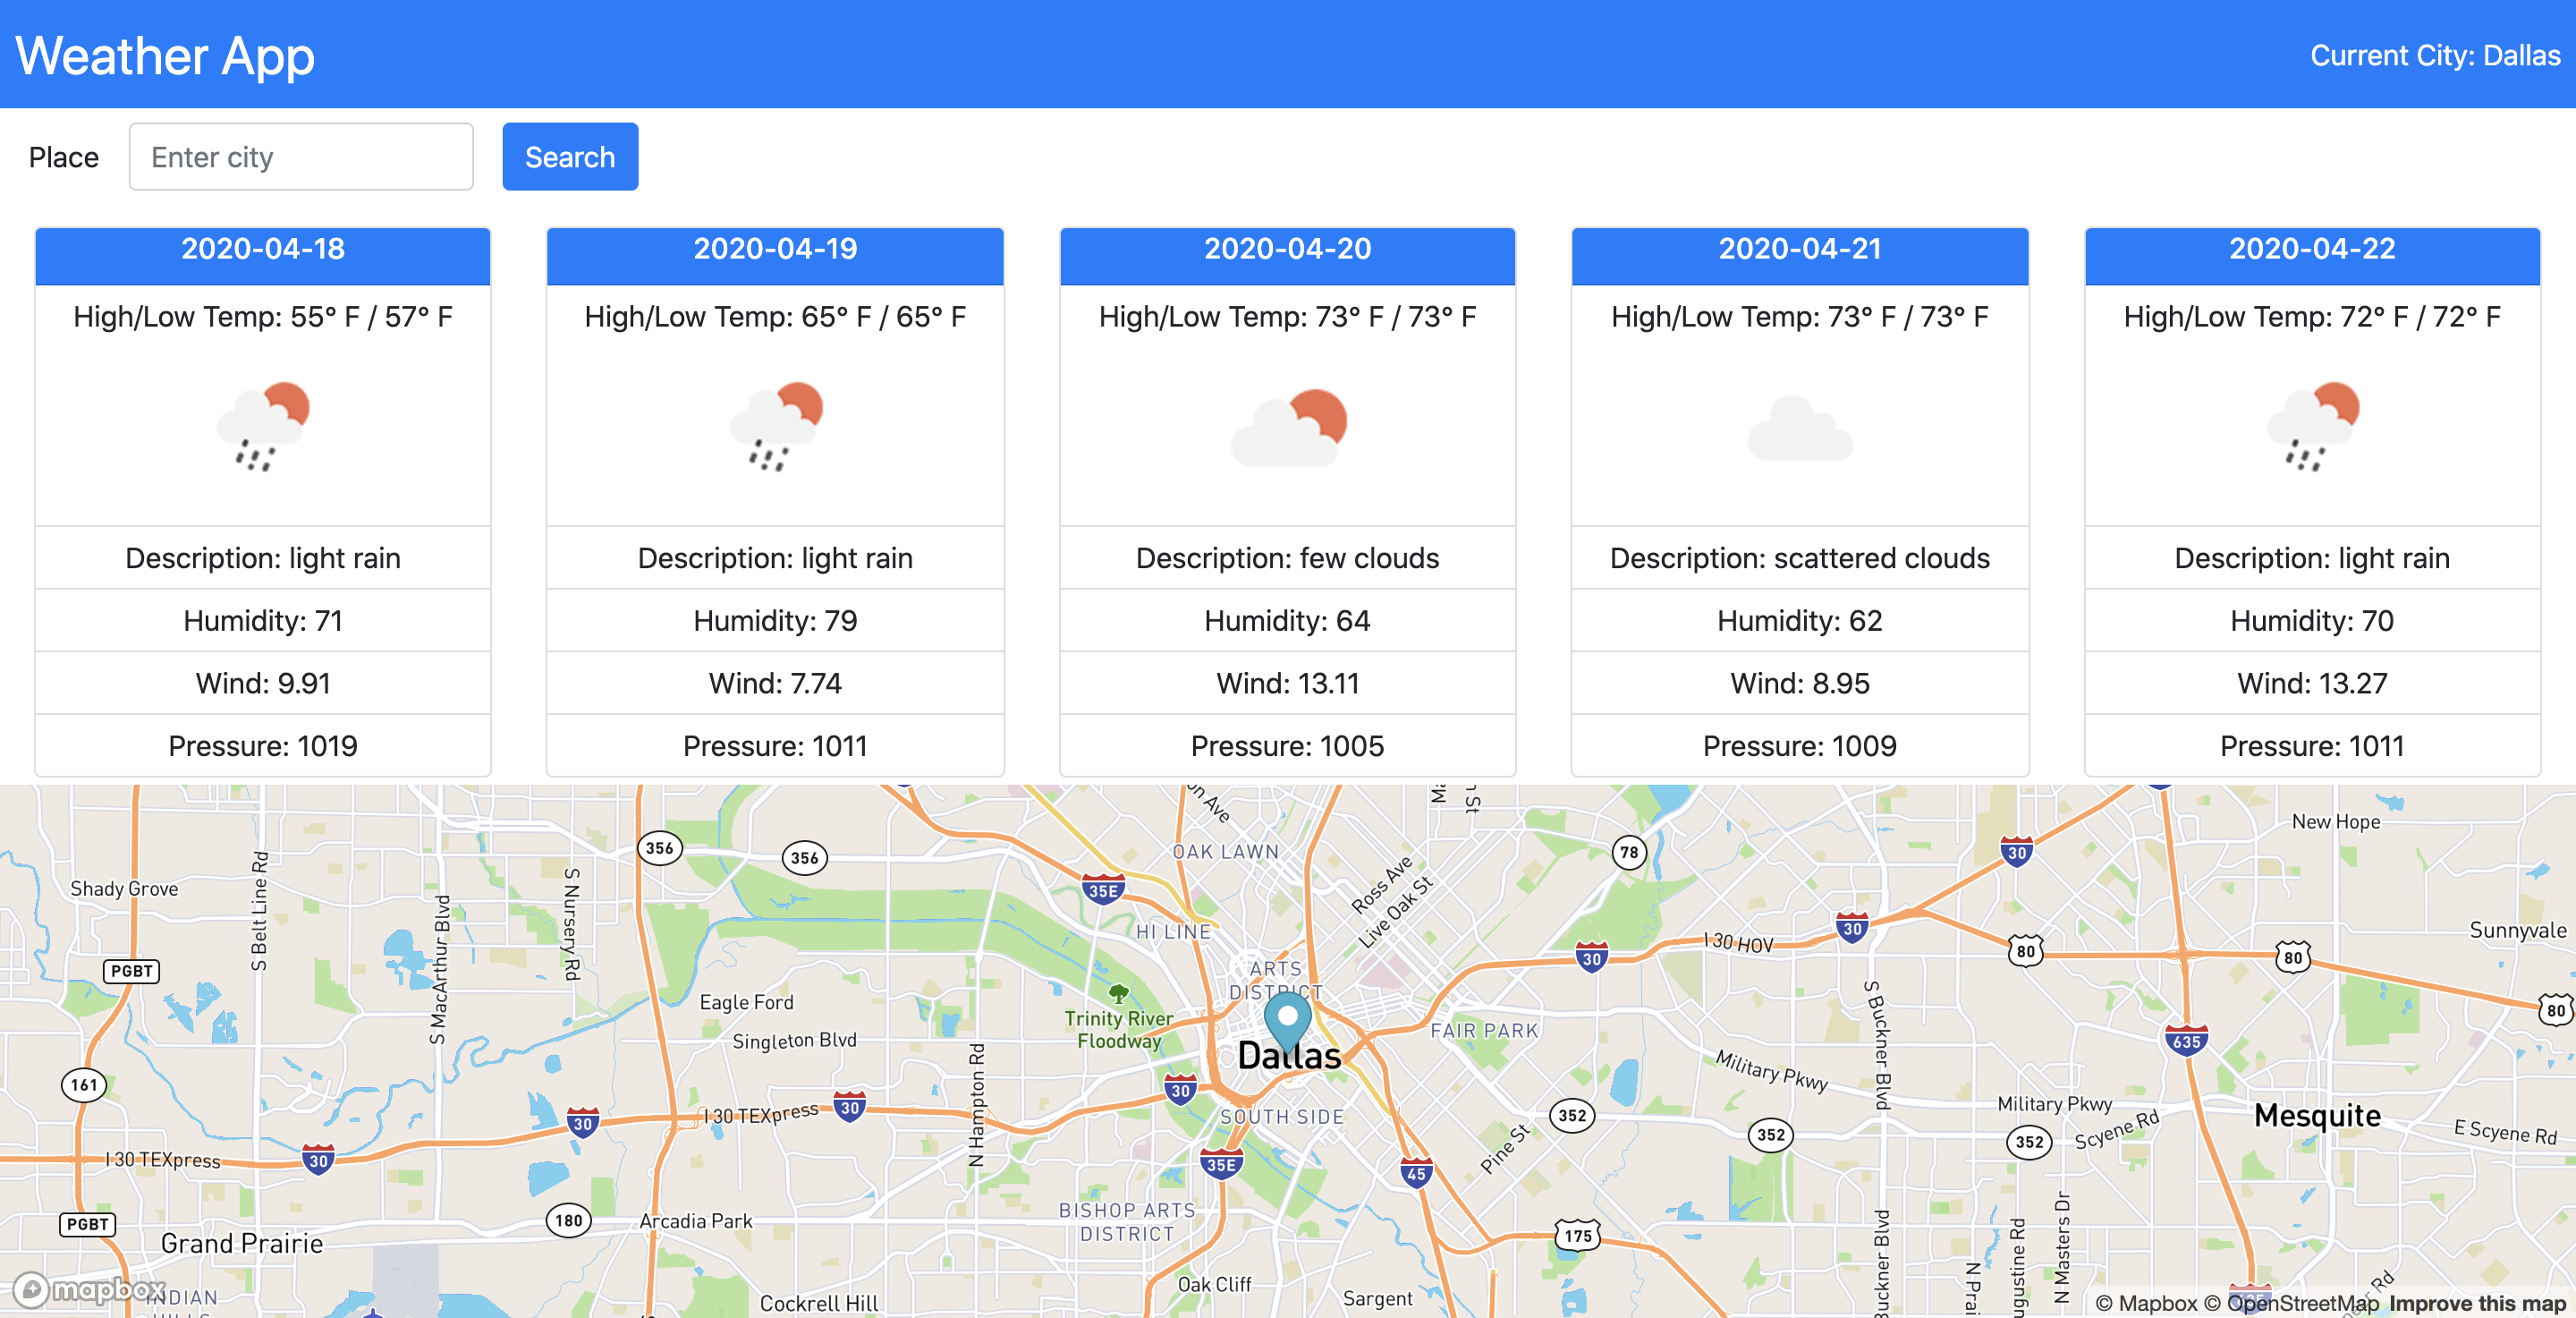 Weather App
Current City: Dallas
Place
Enter city
Search
2020-04-18
High/Low Temp: 55° F / 57° F
Description: light rain
Humidity: 71
Wind: 9.91
Pressure: 1019
2020-04-19
High/Low Temp: 65° F / 65° F
Description: light rain
Humidity: 79
Wind: 7.74
Pressure: 1011
2020-04-20
High/Low Temp: 73° F / 73° F
Description: few clouds
Humidity: 64
Wind: 13.11
Pressure: 1005
2020-04-21
High/Low Temp: 73° F / 73° F
Description: scattered clouds
Humidity: 62
Wind: 8.95
Pressure: 1009
2020-04-22
High/Low Temp: 72° F / 72° F
Description: light rain
Humidity: 70
Wind: 13.27
Pressure: 1011
New Hope
356
356
OAK LAWN
78
30
Shady Grove
S Belt Line Rd
S MacArthur Blvd
S Nursery Rd
35E
Ross Ave
Live Oak St
HI LINE
30
I 30 HOV
30
80
80
Sunnyvale
PGBT
ARTS
DISTRICT
Eagle Ford
Trinity River
Floodway
FAIR PARK
S Buckner Blvd
80
Singleton Blvd
635
Dallas
N Hampton Rd
Military Pkwy
161
30
30
30
I 30 TEXpress
SOUTH SIDE
352
Military Pkwy
Mesquite
352
352
Scyene Rd
E Scyene Rd
I 30 TEXpress
30
35E
45
Pine St
PGBT
180
Arcadia Park
BISHOP ARTS
DISTRICT
175
Grand Prairie
Buckner Blvd
N Masters Dr
Oak Cliff
Sargent
Cockrell Hill
mapbox
INDIAN
© Mapbox © OpenStreetMap Improve this map